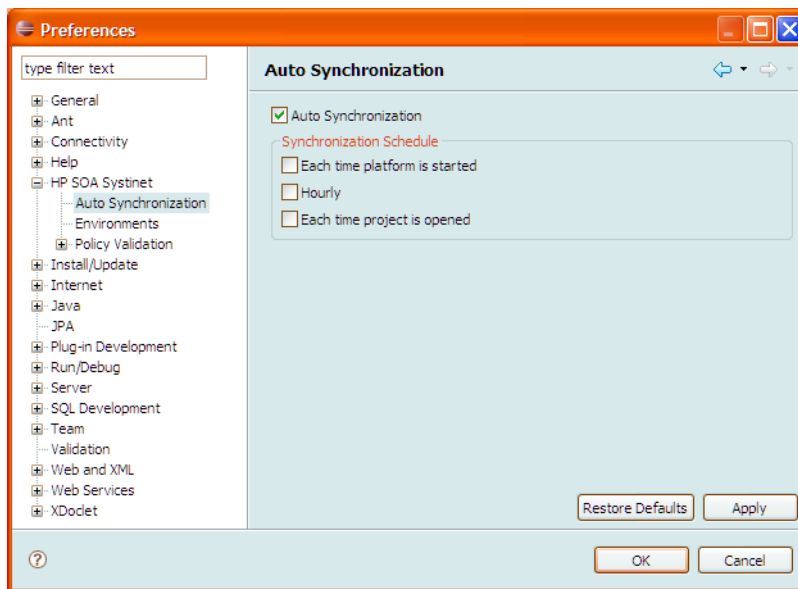 Preferences
type filter text
General
Ant
Connectivity
Help
HP SOA Systinet
Auto Synchronization
Environments
Policy Validation
Install/Update
Internet
Java
JPA
Plug-in Development
Run/Debug
Server
SQL Development
Team
Validation
Web and XML
Web Services
XDoclet
Auto Synchronization
Auto Synchronization
Synchronization Schedule
Each time platform is started
Hourly
Each time project is opened
Restore Defaults
Apply
?
OK
Cancel